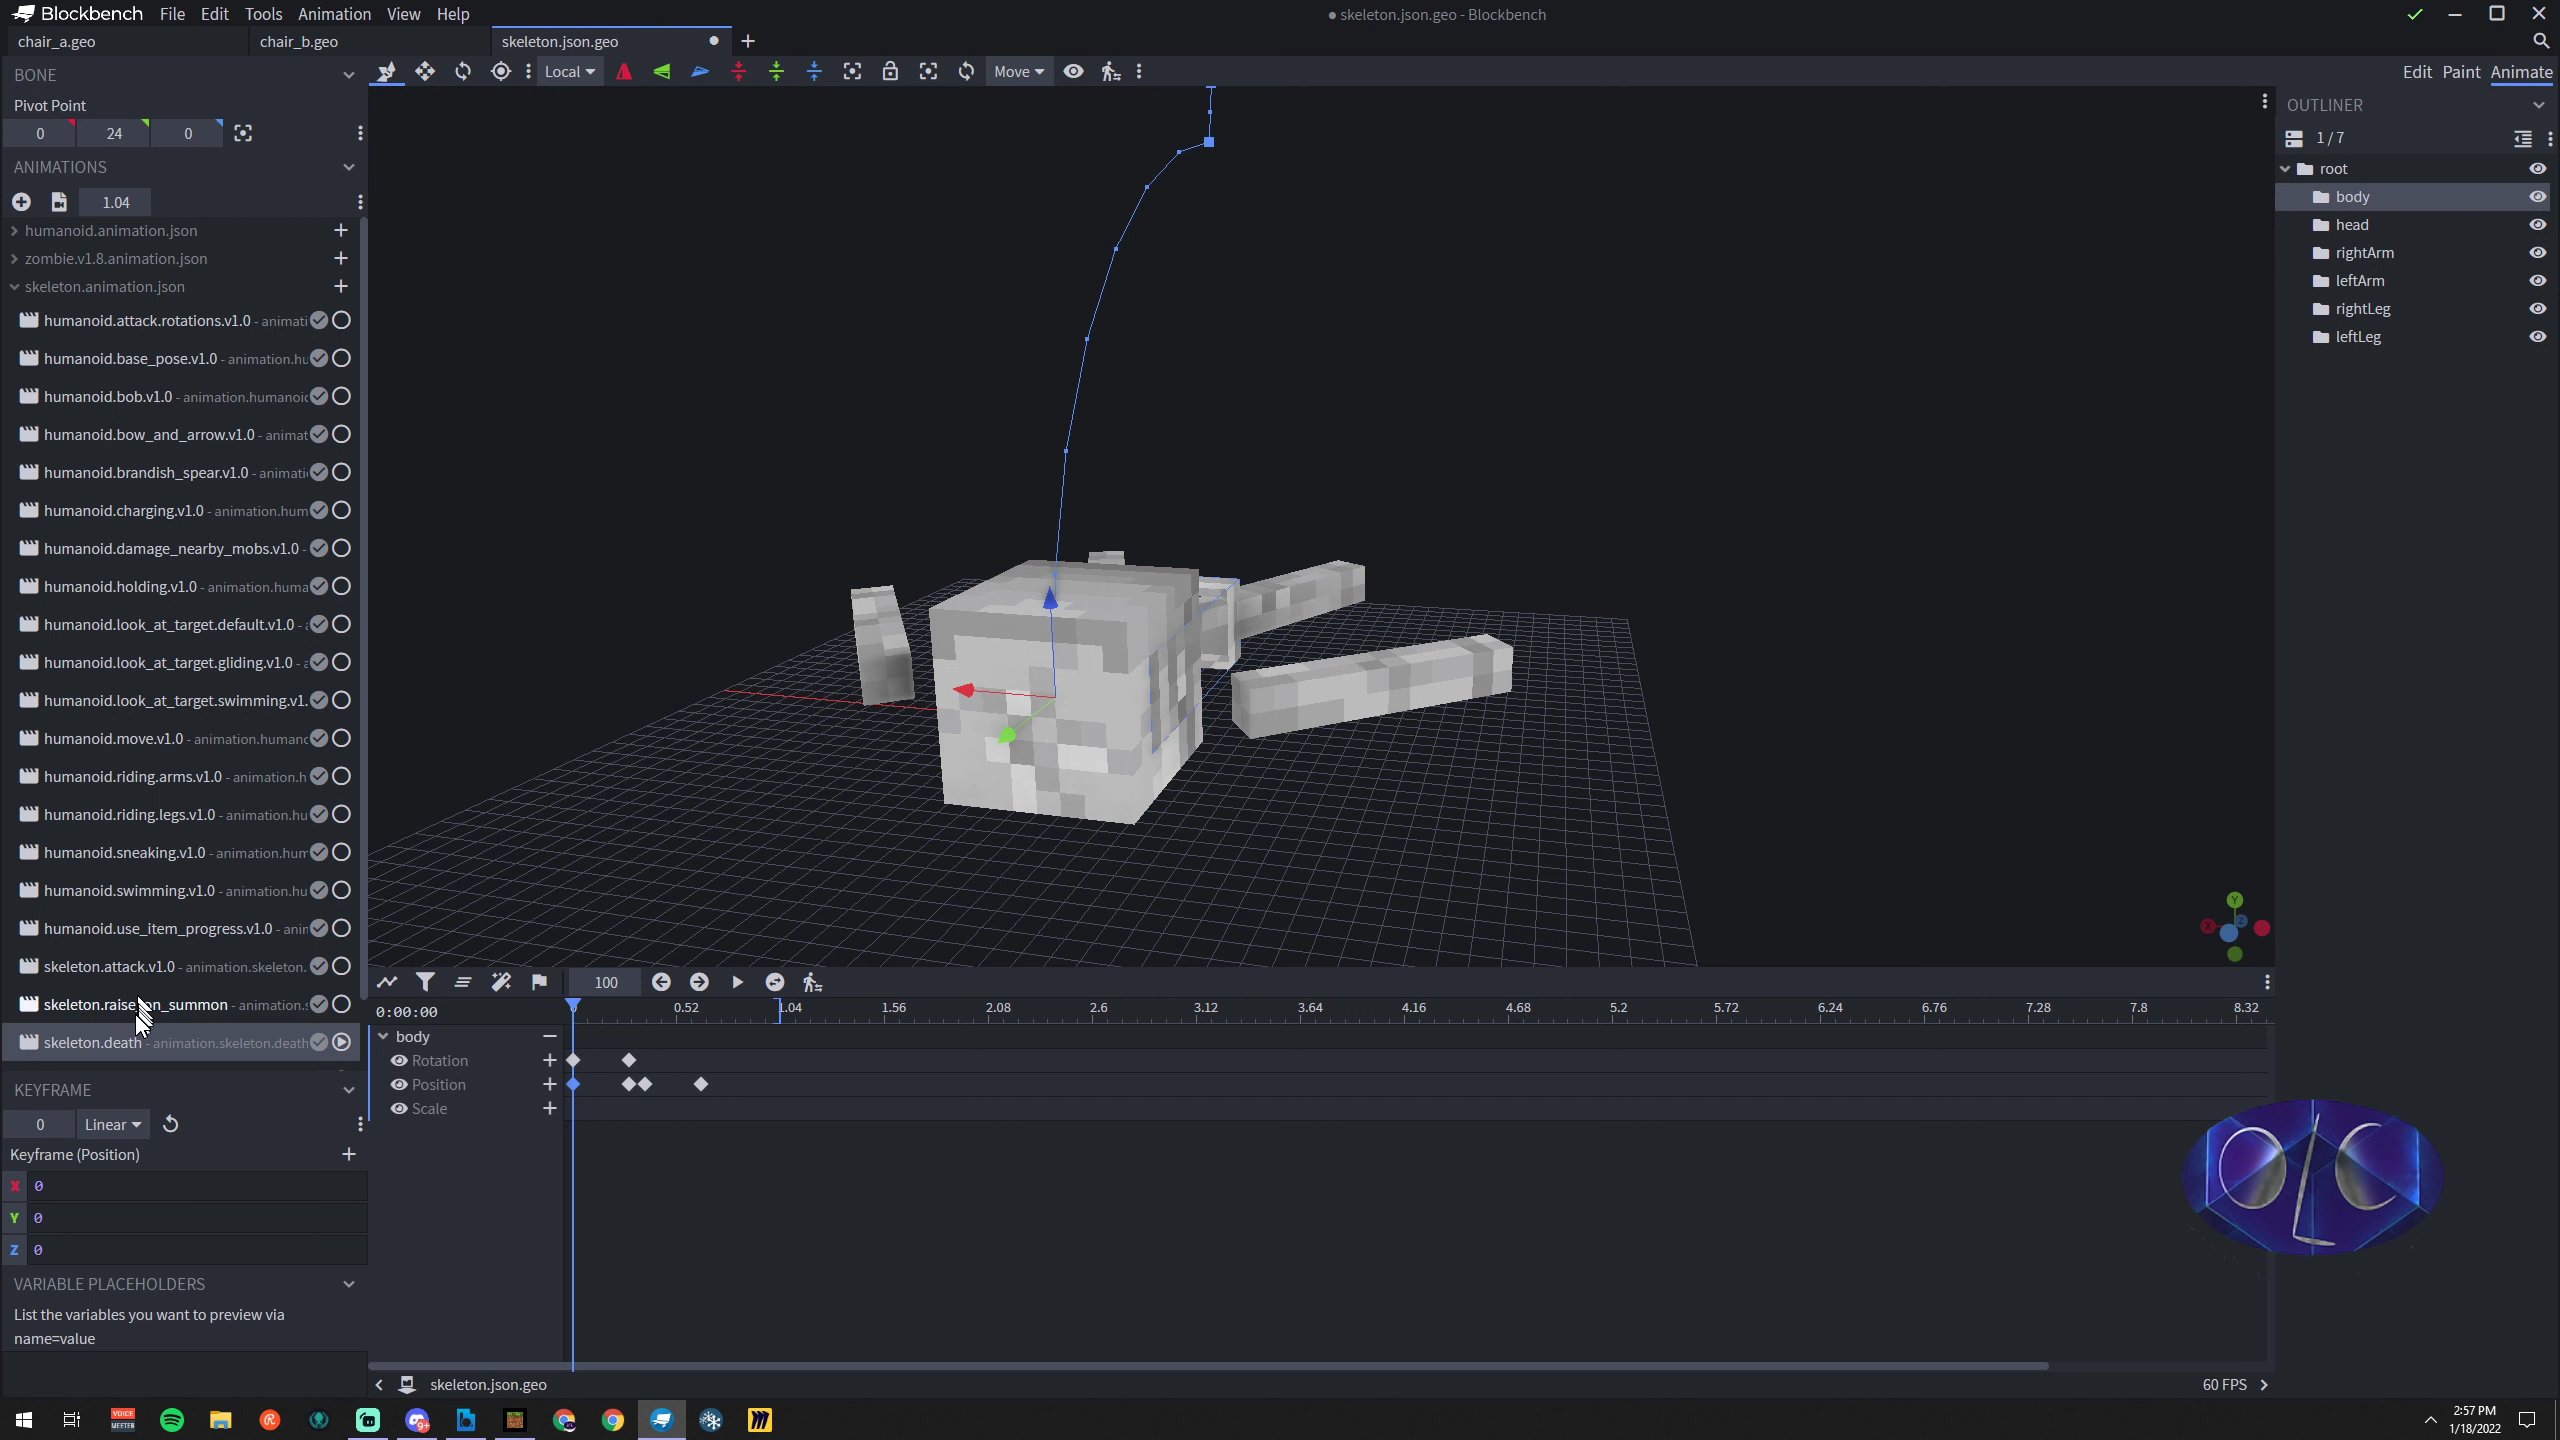 Blockbench File Edit Tools Animation View Help
● skeleton.json.geo - Blockbench
chair_a.geo
chair_b.geo
skeleton.json.geo
BONE
Local
Move
Edit Paint Animate
Pivot Point
0 24 0
ANIMATIONS
1.04
humanoid.animation.json
zombie.v1.8.animation.json
skeleton.animation.json
humanoid.attack.rotations.v1.0 - animati
humanoid.base_pose.v1.0 - animation.hu
humanoid.bob.v1.0 - animation.humanoid
humanoid.bow_and_arrow.v1.0 - animat
humanoid.brandish_spear.v1.0 - animati
humanoid.charging.v1.0 - animation.hum
humanoid.damage_nearby_mobs.v1.0 -
humanoid.holding.v1.0 - animation.huma
humanoid.look_at_target.default.v1.0 -
humanoid.look_at_target.gliding.v1.0 -
humanoid.look_at_target.swimming.v1.
humanoid.move.v1.0 - animation.humano
humanoid.riding.arms.v1.0 - animation.h
humanoid.riding.legs.v1.0 - animation.hu
humanoid.sneaking.v1.0 - animation.hum
humanoid.swimming.v1.0 - animation.hu
humanoid.use_item_progress.v1.0 - anim
skeleton.attack.v1.0 - animation.skeleton.
- animation.s
skeleton.death - animation.skeleton.death
KEYFRAME
0 Linear
Keyframe (Position)
X 0
Y 0
Z 0
VARIABLE PLACEHOLDERS
List the variables you want to preview via
name=value
OUTLINER
1 / 7
root
body
head
rightArm
leftArm
rightLeg
leftLeg
Y
X
Z
100
0:00:00
0 0.52 1.04 1.56 2.08 2.6 3.12 3.64 4.16 4.68 5.2 5.72 6.24 6.76 7.28 7.8 8.32
body
Rotation
Position
Scale
skeleton.json.geo
60 FPS
VOICE
MEETER
9+
2:57 PM
1/18/2022